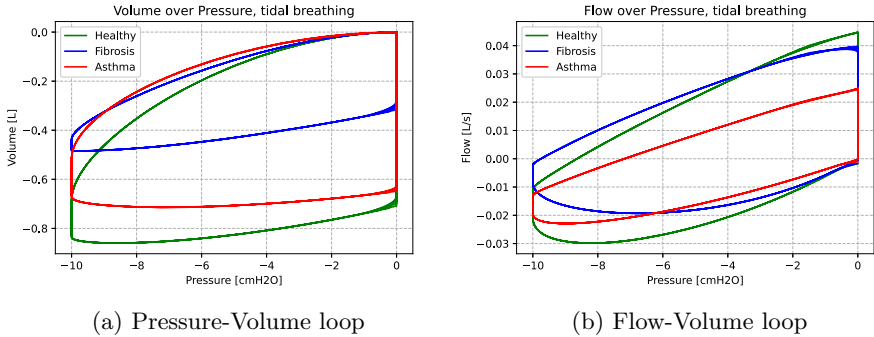 Volume over Pressure, tidal breathing
Healthy
Fibrosis
Asthma
Volume [L]
0.0
−0.2
−0.4
−0.6
−0.8
−10
−8
−6
−4
−2
0
Pressure [cmH2O]
(a) Pressure-Volume loop
Flow over Pressure, tidal breathing
Healthy
Fibrosis
Asthma
Flow [L/s]
0.04
0.03
0.02
0.01
0.00
−0.01
−0.02
−0.03
−10
−8
−6
−4
−2
0
Pressure [cmH2O]
(b) Flow-Volume loop